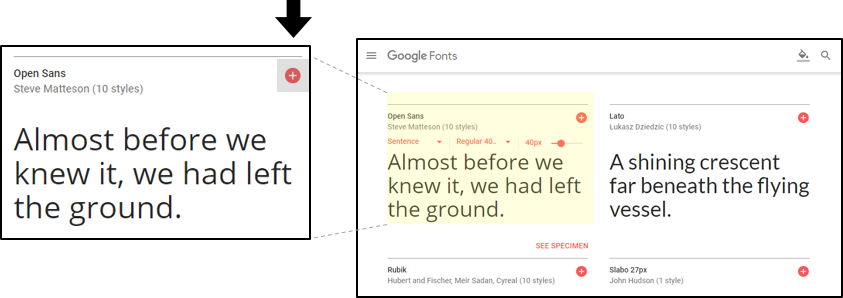 Open Sans
Steve Matteson (10 styles)
Almost before we
knew it, we had left
the ground.
Google Fonts
Open Sans
Steve Matteson (10 styles)
Sentence
Regular 40..
40px
Almost before we
knew it, we had left
the ground.
SEE SPECIMEN
Lato
Lukasz Dziedzic (10 styles)
A shining crescent
far beneath the flying
vessel.
Rubik
Hubert and Fischer, Meir Sadan, Cyreal (10 styles)
Slabo 27px
John Hudson (1 style)